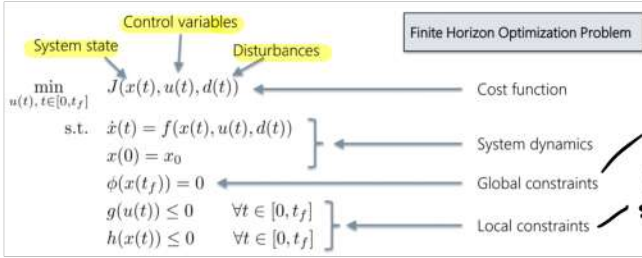 Control variables
System state
Disturbances
Finite Horizon Optimization Problem
min J(x(t), u(t), d(t)) Cost function
u(t), t∈[0,t_f]
s.t. ẋ(t) = f(x(t), u(t), d(t))
System dynamics
x(0) = x₀
ϕ(x(t_f)) = 0 Global constraints
g(u(t)) ≤ 0 ∀t ∈ [0, t_f]
Local constraints
h(x(t)) ≤ 0 ∀t ∈ [0, t_f]